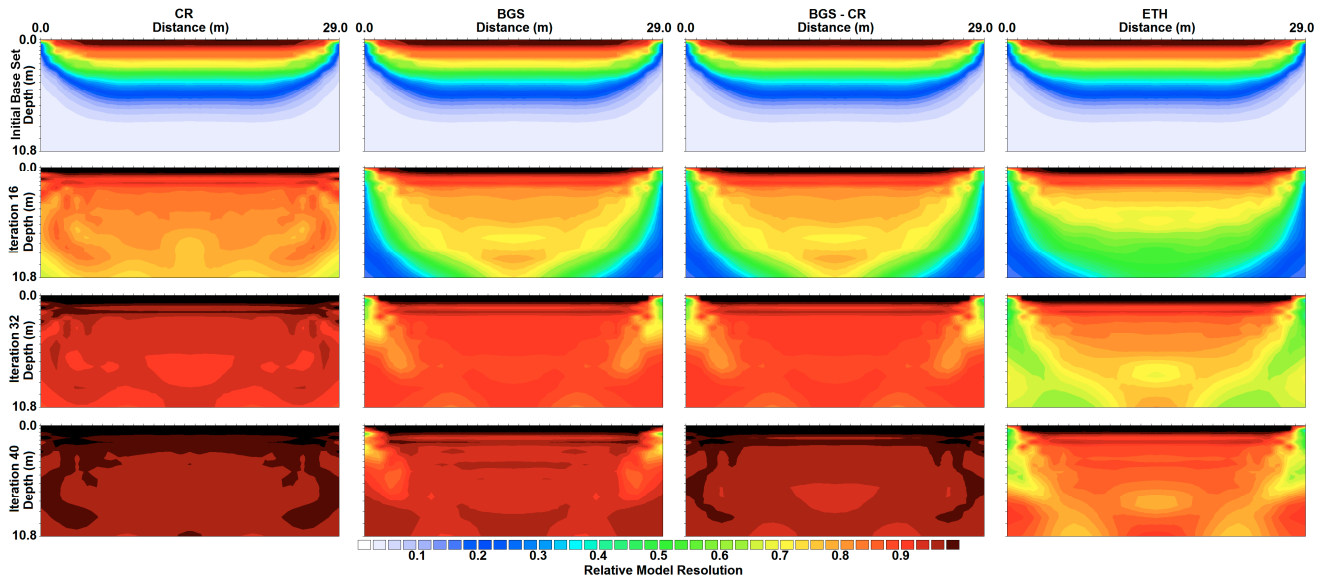 CR BGS BGS - CR ETH
0.0 Distance (m) 29.0 0.0 Distance (m) 29.0 0.0 Distance (m) 29.0 0.0 Distance (m) 29.0
Initial Base Set
Depth (m)
0.0
10.8
Iteration 16
Depth (m)
0.0
10.8
Iteration 32
Depth (m)
0.0
10.8
Iteration 40
Depth (m)
0.0
10.8
0.1 0.2 0.3 0.4 0.5 0.6 0.7 0.8 0.9
Relative Model Resolution